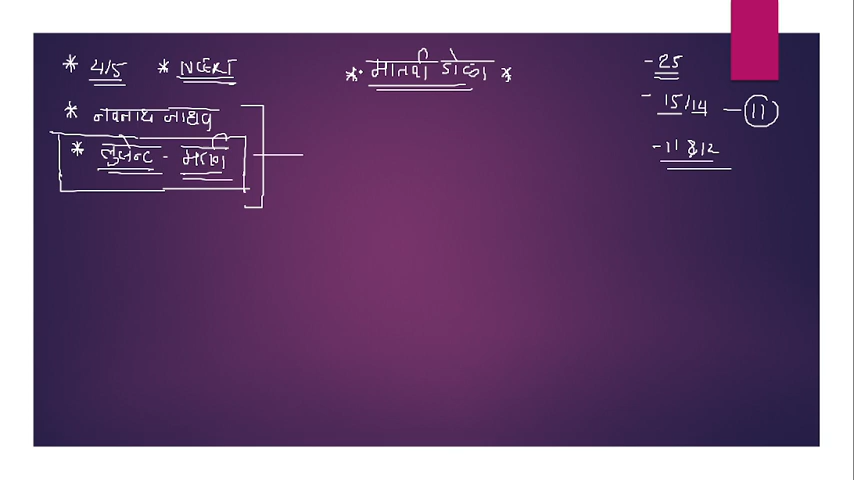 * 4/5 * NCERT
* नवनाथ जाधव
* लुसेन्ट - मराठी
* मानवी डोळा *
- 25
- 15/14 — 11
- 11 & 12